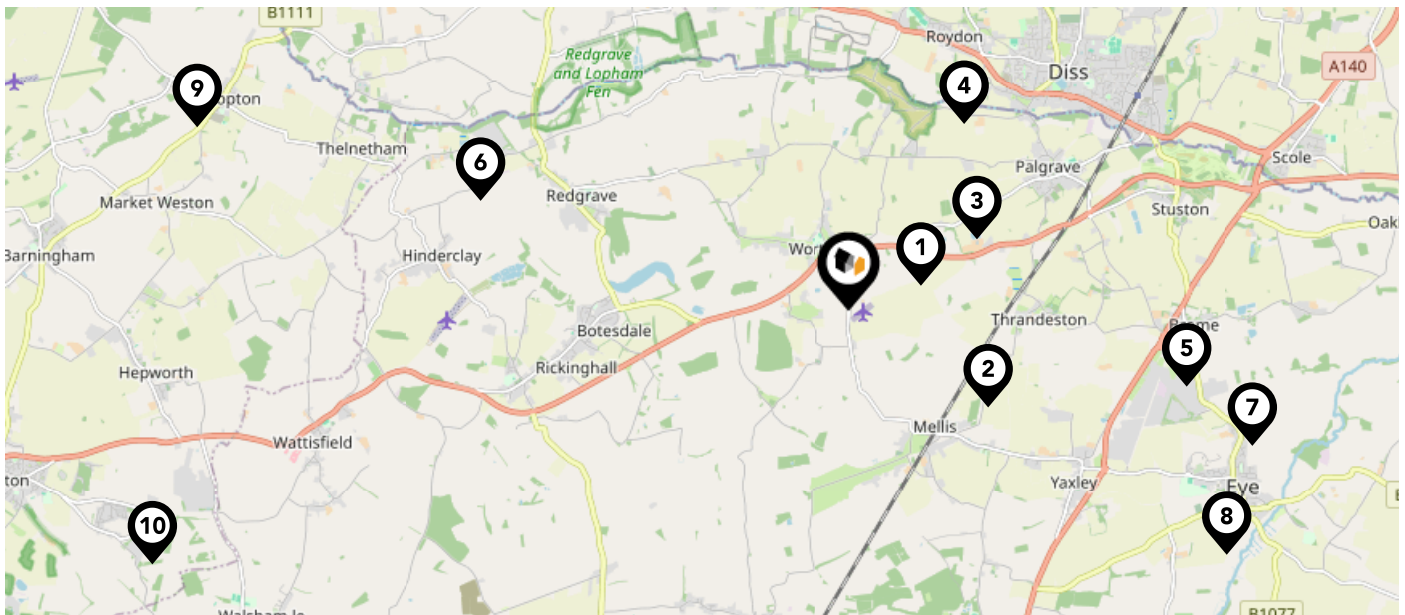 B1111
Roydon
Redgrave
and Lopham
Fen
A140
Diss
4
9
opton
Thelnetham
6
Scole
Palgrave
Redgrave
Market Weston
3
Stuston
Oak
Wor
1
Barningham
Hinderclay
Thrandeston
Botesdale
5
Rickinghall
2
Hepworth
7
Mellis
Wattisfield
ton
Yaxley
Eye
8
10
B1077